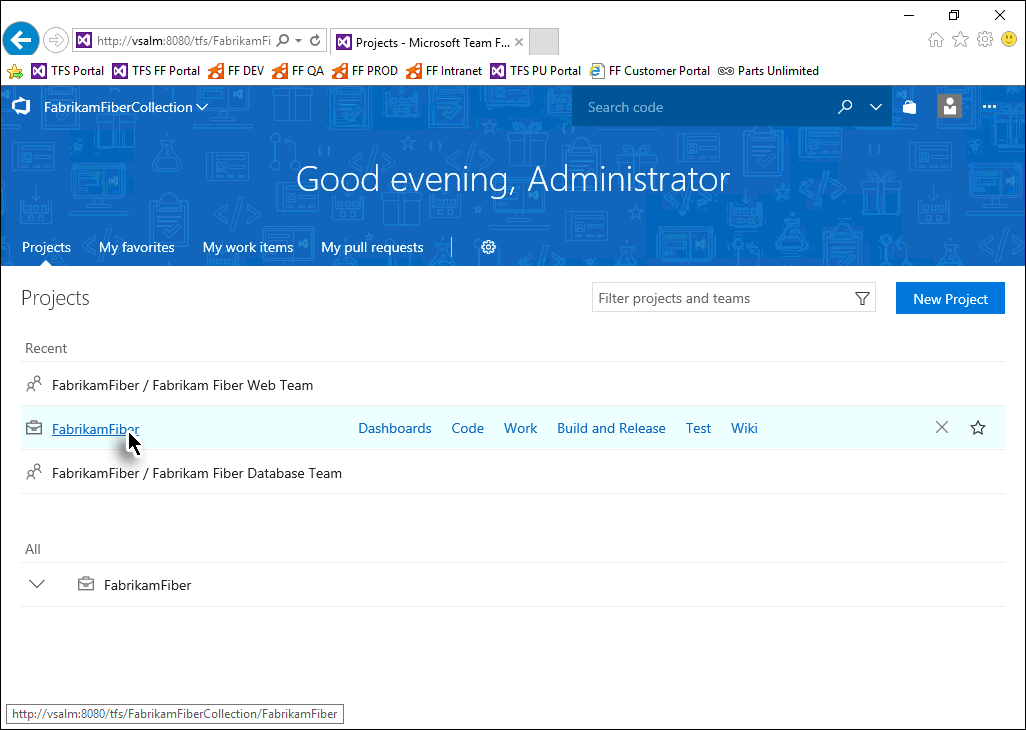 http://vsalm:8080/tfs/FabrikamFi
Projects - Microsoft Team F...
TFS Portal TFS FF Portal FF DEV FF QA FF PROD FF Intranet TFS PU Portal FF Customer Portal Parts Unlimited
FabrikamFiberCollection Search code
Good evening, Administrator
Projects My favorites My work items My pull requests
Projects Filter projects and teams New Project
Recent
FabrikamFiber / Fabrikam Fiber Web Team
FabrikamFiber Dashboards Code Work Build and Release Test Wiki
FabrikamFiber / Fabrikam Fiber Database Team
All
FabrikamFiber
http://vsalm:8080/tfs/FabrikamFiberCollection/FabrikamFiber